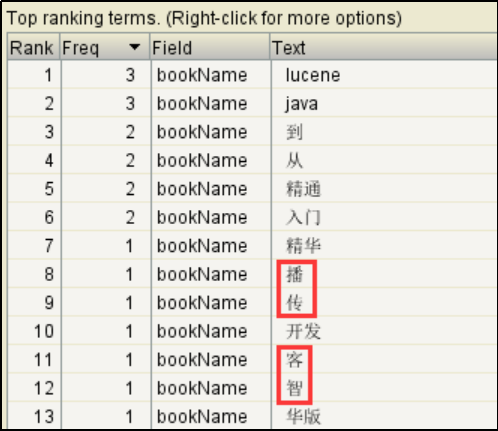 Top ranking terms. (Right-click for more options)
Rank Freq Field Text
1 3 bookName lucene
2 3 bookName java
3 2 bookName 到
4 2 bookName 从
5 2 bookName 精通
6 2 bookName 入门
7 1 bookName 精华
8 1 bookName 播
9 1 bookName 传
10 1 bookName 开发
11 1 bookName 客
12 1 bookName 智
13 1 bookName 华版